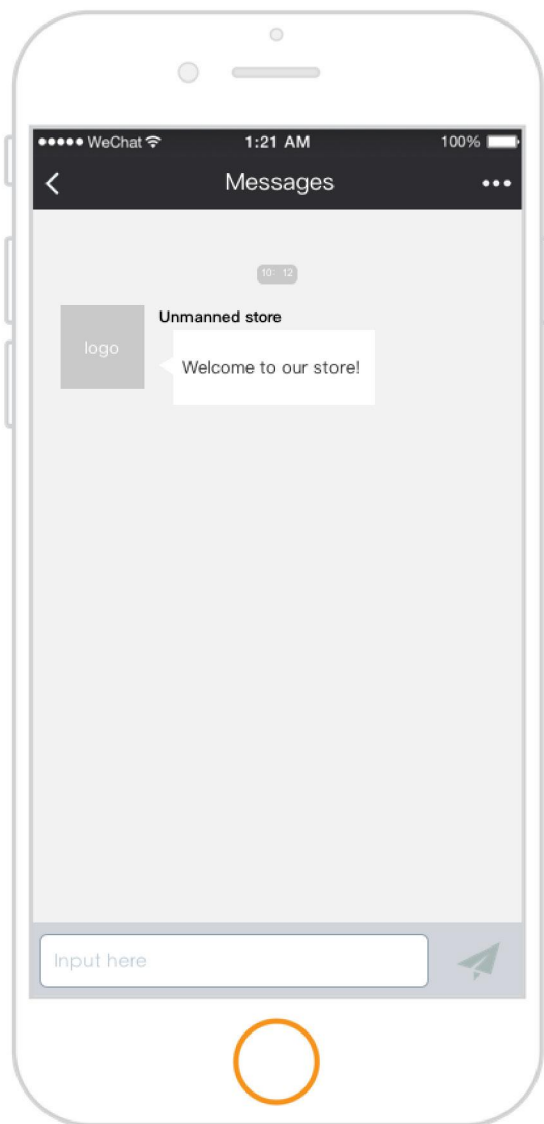 WeChat 1:21 AM 100%
Messages
10: 12
Unmanned store
logo
Welcome to our store!
Input here